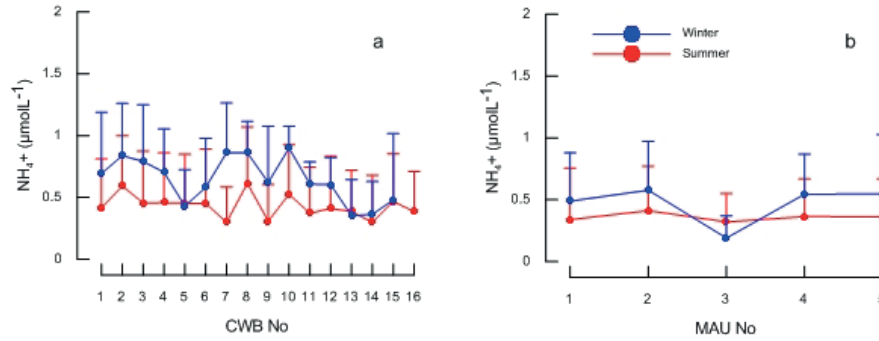 2
1.5
1
0.5
0
NH₄+ (µmolL⁻¹)
a
1 2 3 4 5 6 7 8 9 10 11 12 13 14 15 16
CWB No
2
1.5
1
0.5
0
NH₄+ (µmolL⁻¹)
Winter
Summer
b
1 2 3 4
MAU No